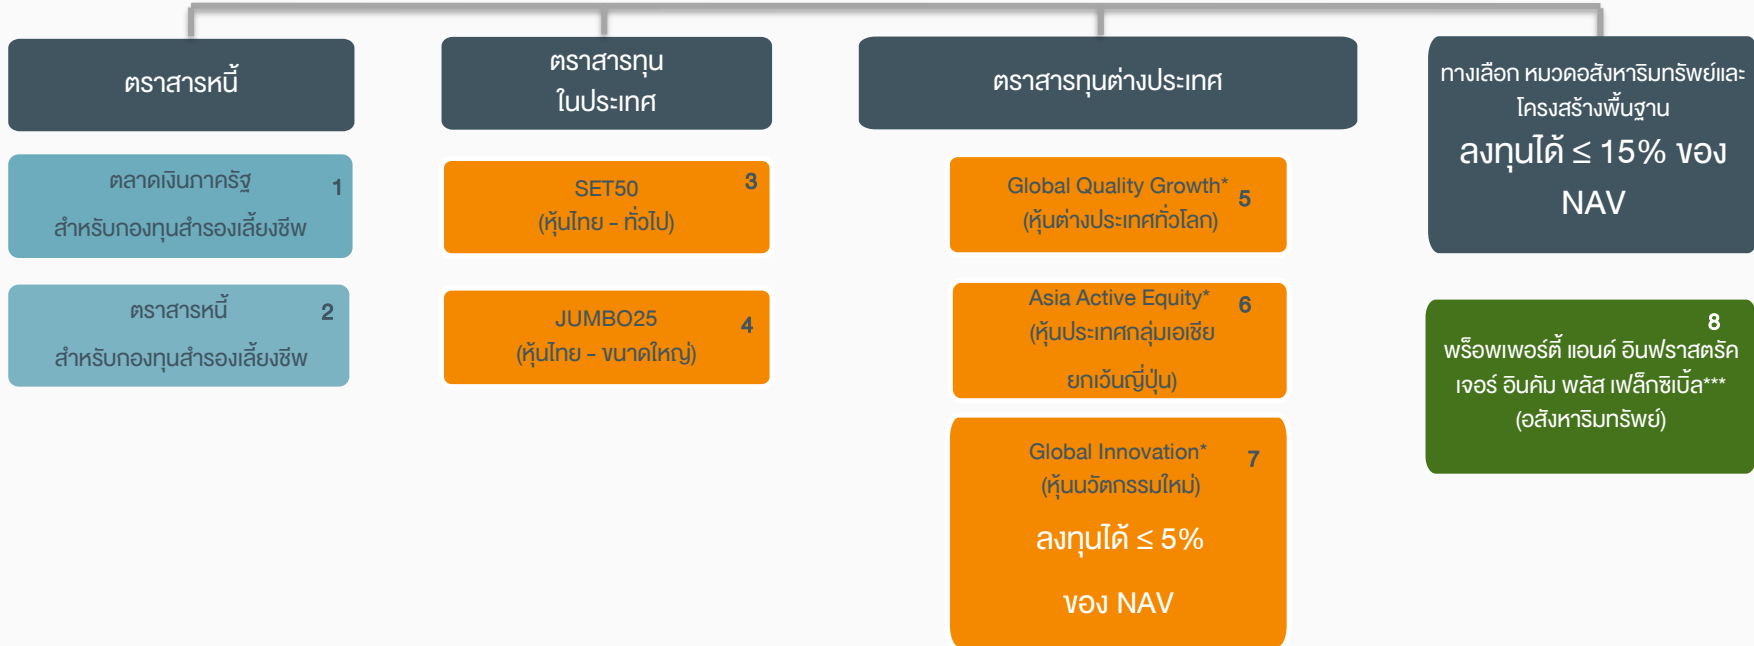 ตราสารหนี้
ตลาดเงินภาครัฐ 1
สำหรับกองทุนสำรองเลี้ยงชีพ
ตราสารหนี้ 2
สำหรับกองทุนสำรองเลี้ยงชีพ
ตราสารทุน
ในประเทศ
SET50 3
(หุ้นไทย - ทั่วไป)
JUMBO25 4
(หุ้นไทย - ขนาดใหญ่)
ตราสารทุนต่างประเทศ
Global Quality Growth* 5
(หุ้นต่างประเทศทั่วโลก)
Asia Active Equity* 6
(หุ้นประเทศกลุ่มเอเชีย
ยกเว้นญี่ปุ่น)
Global Innovation* 7
(หุ้นนวัตกรรมใหม่)
ลงทุนได้ ≤ 5%
ของ NAV
ทางเลือก หมวดอสังหาริมทรัพย์และ
โครงสร้างพื้นฐาน
ลงทุนได้ ≤ 15% ของ
NAV
8
พร็อพเพอร์ตี้ แอนด์ อินฟราสตรัค
เจอร์ อินคัม พลัส เฟล็กซิเบิ้ล***
(อสังหาริมทรัพย์)